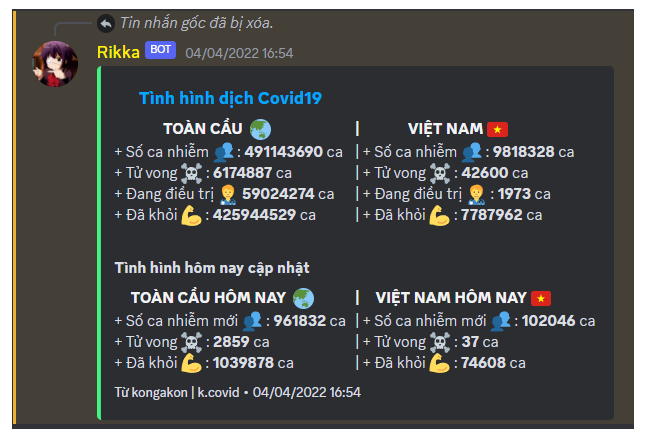 Tin nhắn gốc đã bị xóa.
Rikka BOT 04/04/2022 16:54
Tình hình dịch Covid19
TOÀN CẦU | VIỆT NAM
+ Số ca nhiễm : 491143690 ca | + Số ca nhiễm : 9818328 ca
+ Tử vong : 6174887 ca | + Tử vong : 42600 ca
+ Đang điều trị : 59024274 ca | + Đang điều trị : 1973 ca
+ Đã khỏi : 425944529 ca | + Đã khỏi : 7787962 ca
Tình hình hôm nay cập nhật
TOÀN CẦU HÔM NAY | VIỆT NAM HÔM NAY
+ Số ca nhiễm mới : 961832 ca | + Số ca nhiễm mới : 102046 ca
+ Tử vong : 2859 ca | + Tử vong : 37 ca
+ Đã khỏi : 1039878 ca | + Đã khỏi : 74608 ca
Từ kongakon | k.covid • 04/04/2022 16:54